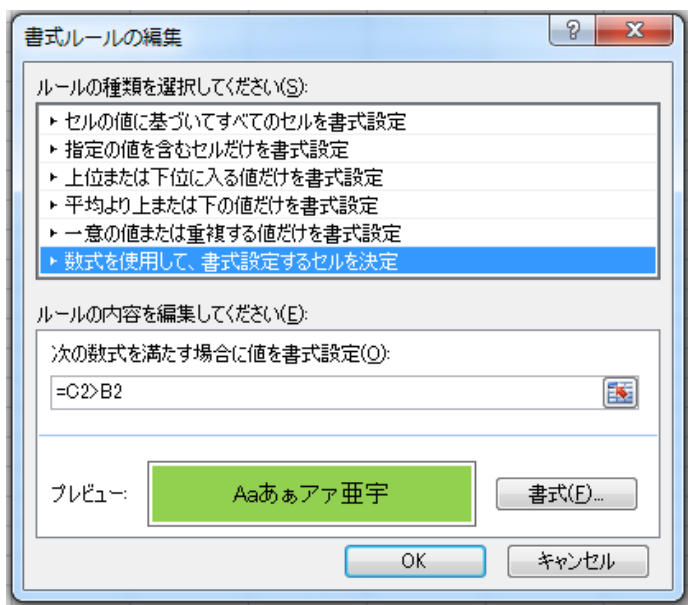 書式ルールの編集
ルールの種類を選択してください(S):
► セルの値に基づいてすべてのセルを書式設定
► 指定の値を含むセルだけを書式設定
► 上位または下位に入る値だけを書式設定
► 平均より上または下の値だけを書式設定
► 一意の値または重複する値だけを書式設定
► 数式を使用して、書式設定するセルを決定
ルールの内容を編集してください(E):
次の数式を満たす場合に値を書式設定(O):
=C2>B2
プレビュー: Aaあぁアァ亜宇 書式(F)...
OK キャンセル